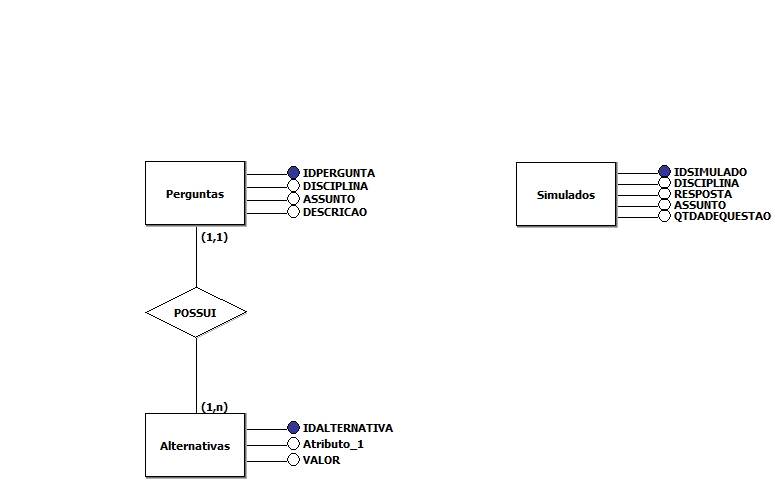 Perguntas
IDPERGUNTA
DISCIPLINA
ASSUNTO
DESCRICAO
Simulados
IDSIMULADO
DISCIPLINA
RESPOSTA
ASSUNTO
QTDADEQUESTAO
(1,1)
POSSUI
(1,n)
Alternativas
IDALTERNATIVA
Atributo_1
VALOR